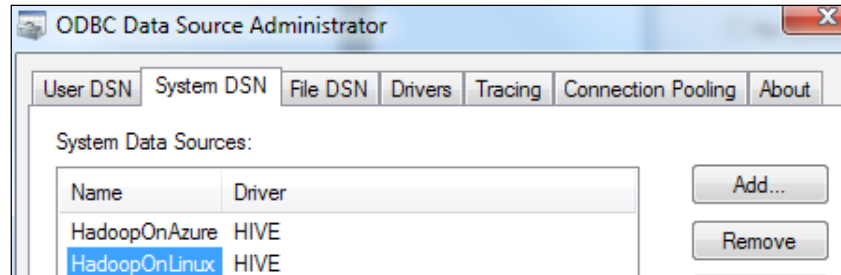 ODBC Data Source Administrator
User DSN System DSN File DSN Drivers Tracing Connection Pooling About
System Data Sources:
Name Driver
Add...
HadoopOnAzure HIVE
Remove
HadoopOnLinux HIVE